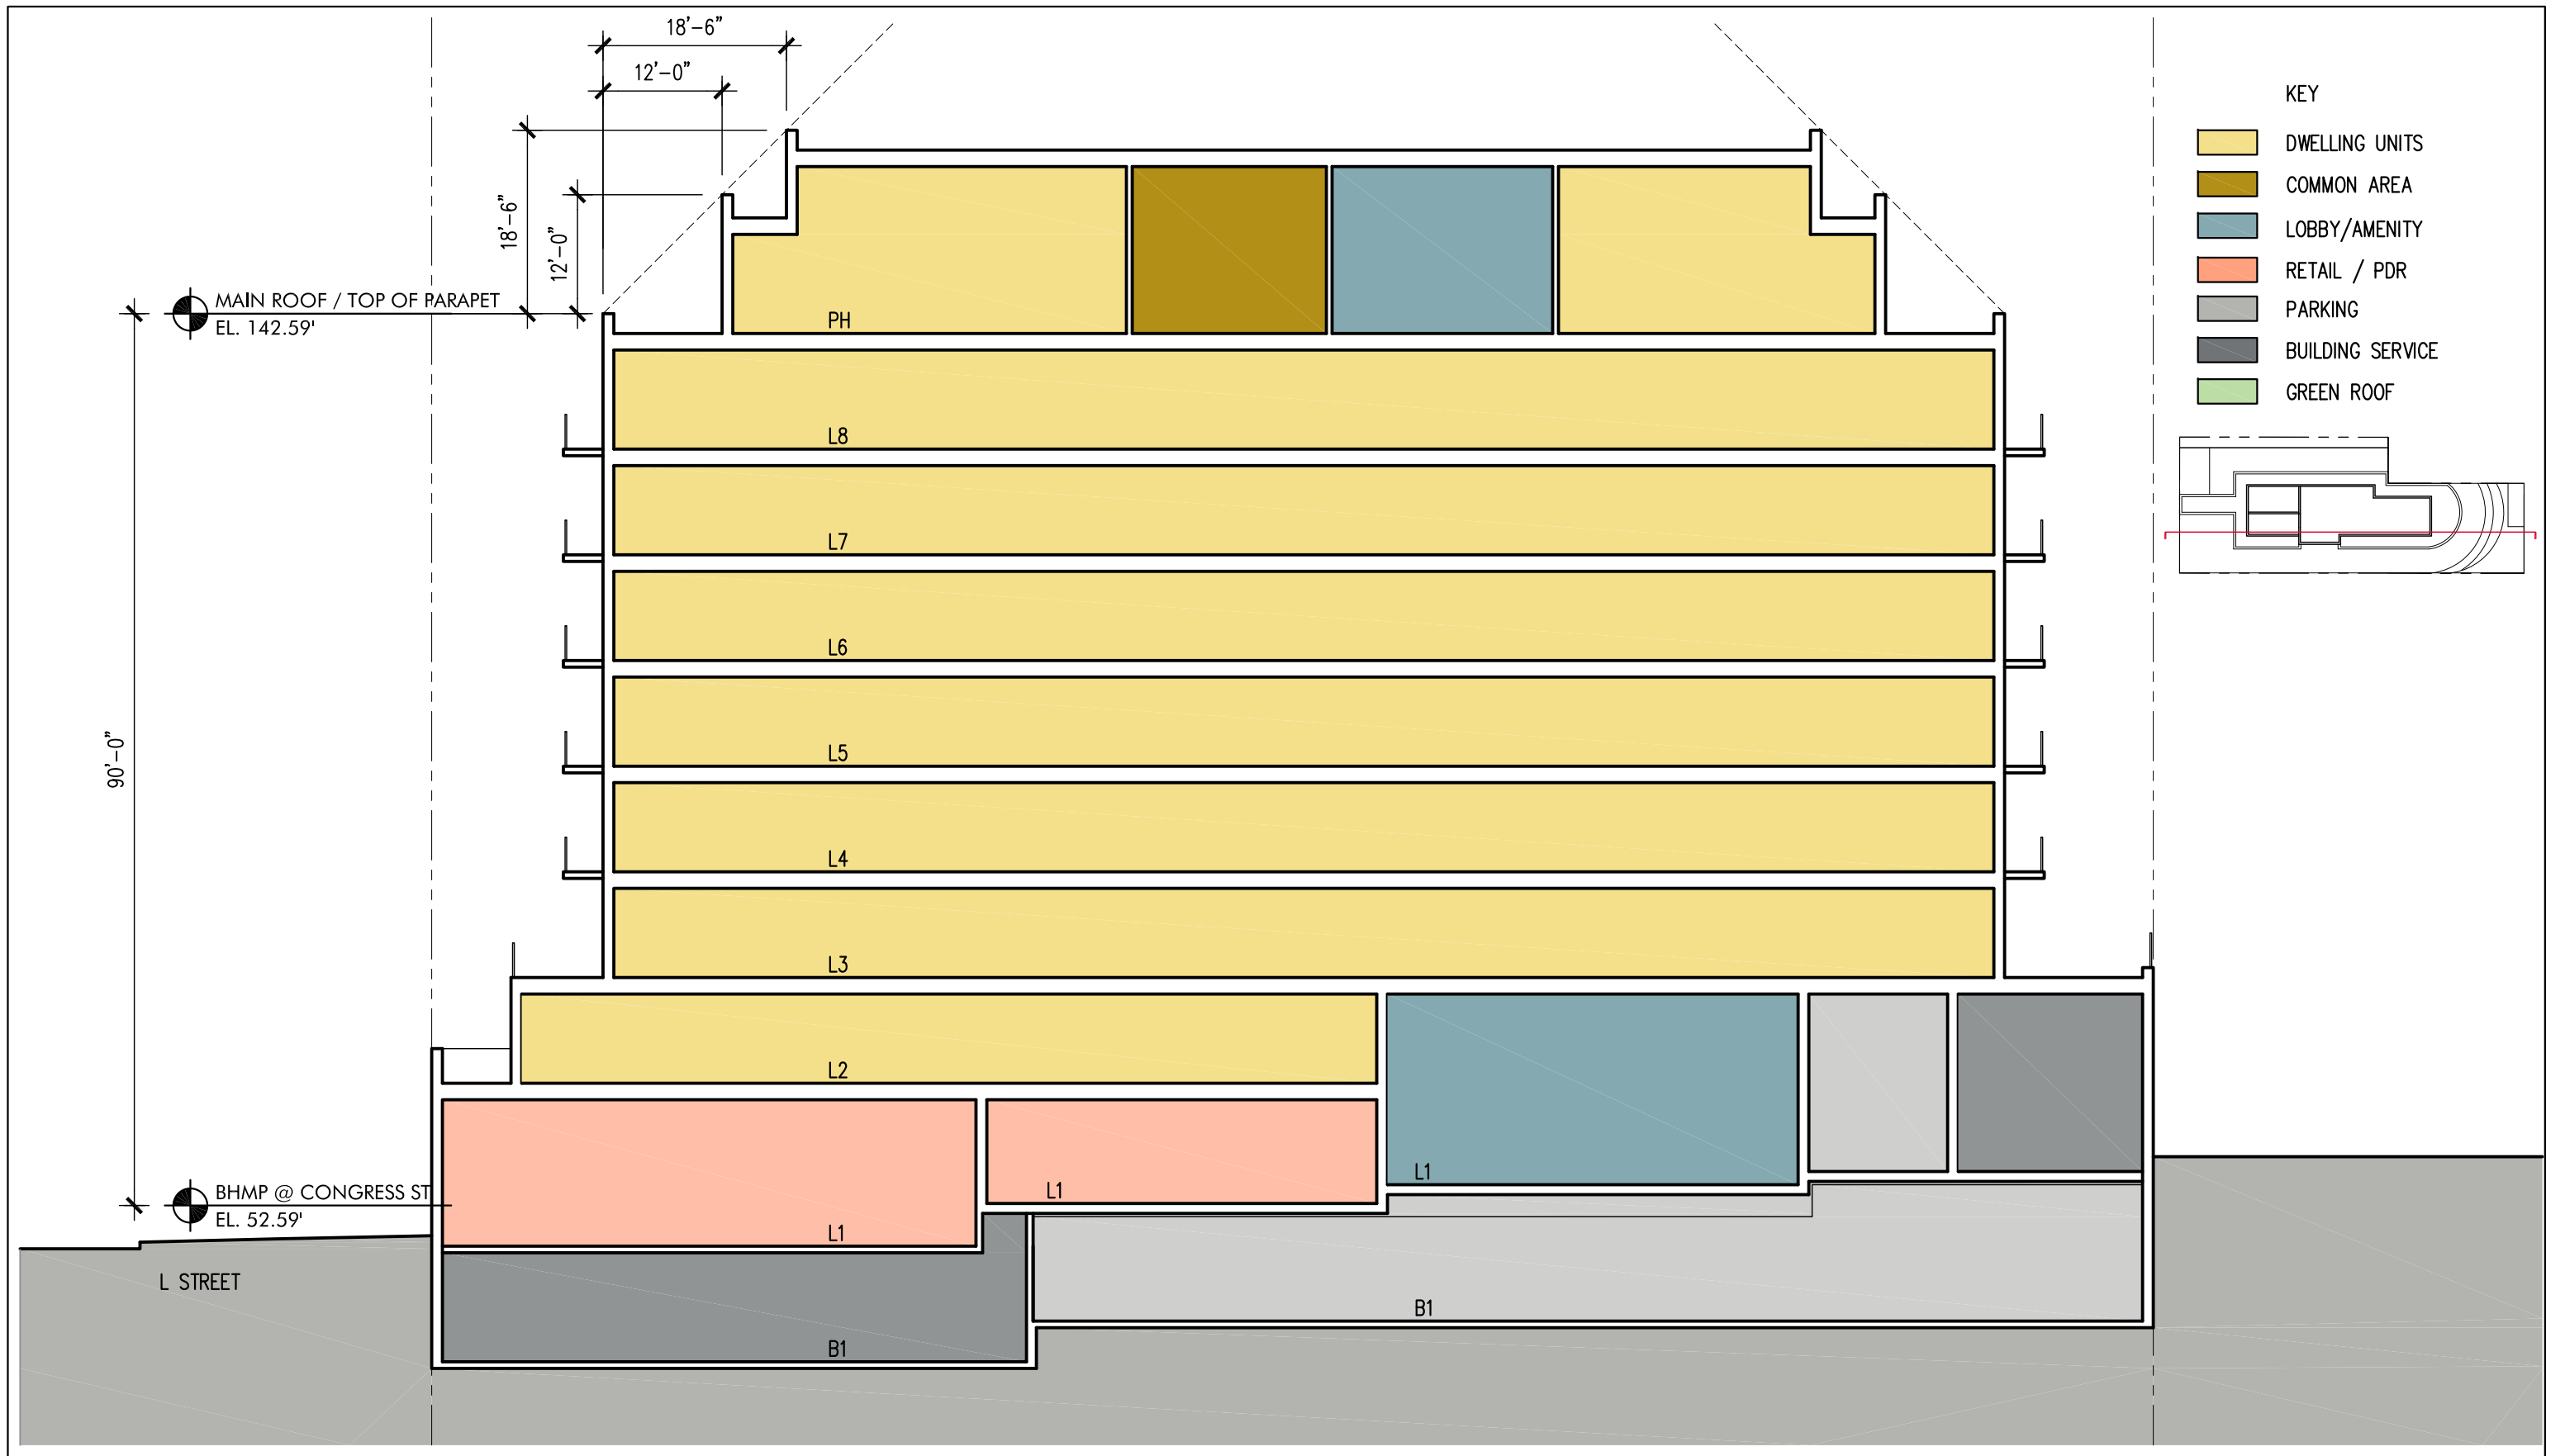 18'-6"
12'-0"
18'-6"
12'-0"
MAIN ROOF / TOP OF PARAPET
EL. 142.59'
90'-0"
BHMP @ CONGRESS ST
EL. 52.59'
L STREET
PH
L8
L7
L6
L5
L4
L3
L2
L1
L1
L1
B1
B1
KEY
DWELLING UNITS
COMMON AREA
LOBBY/AMENITY
RETAIL / PDR
PARKING
BUILDING SERVICE
GREEN ROOF